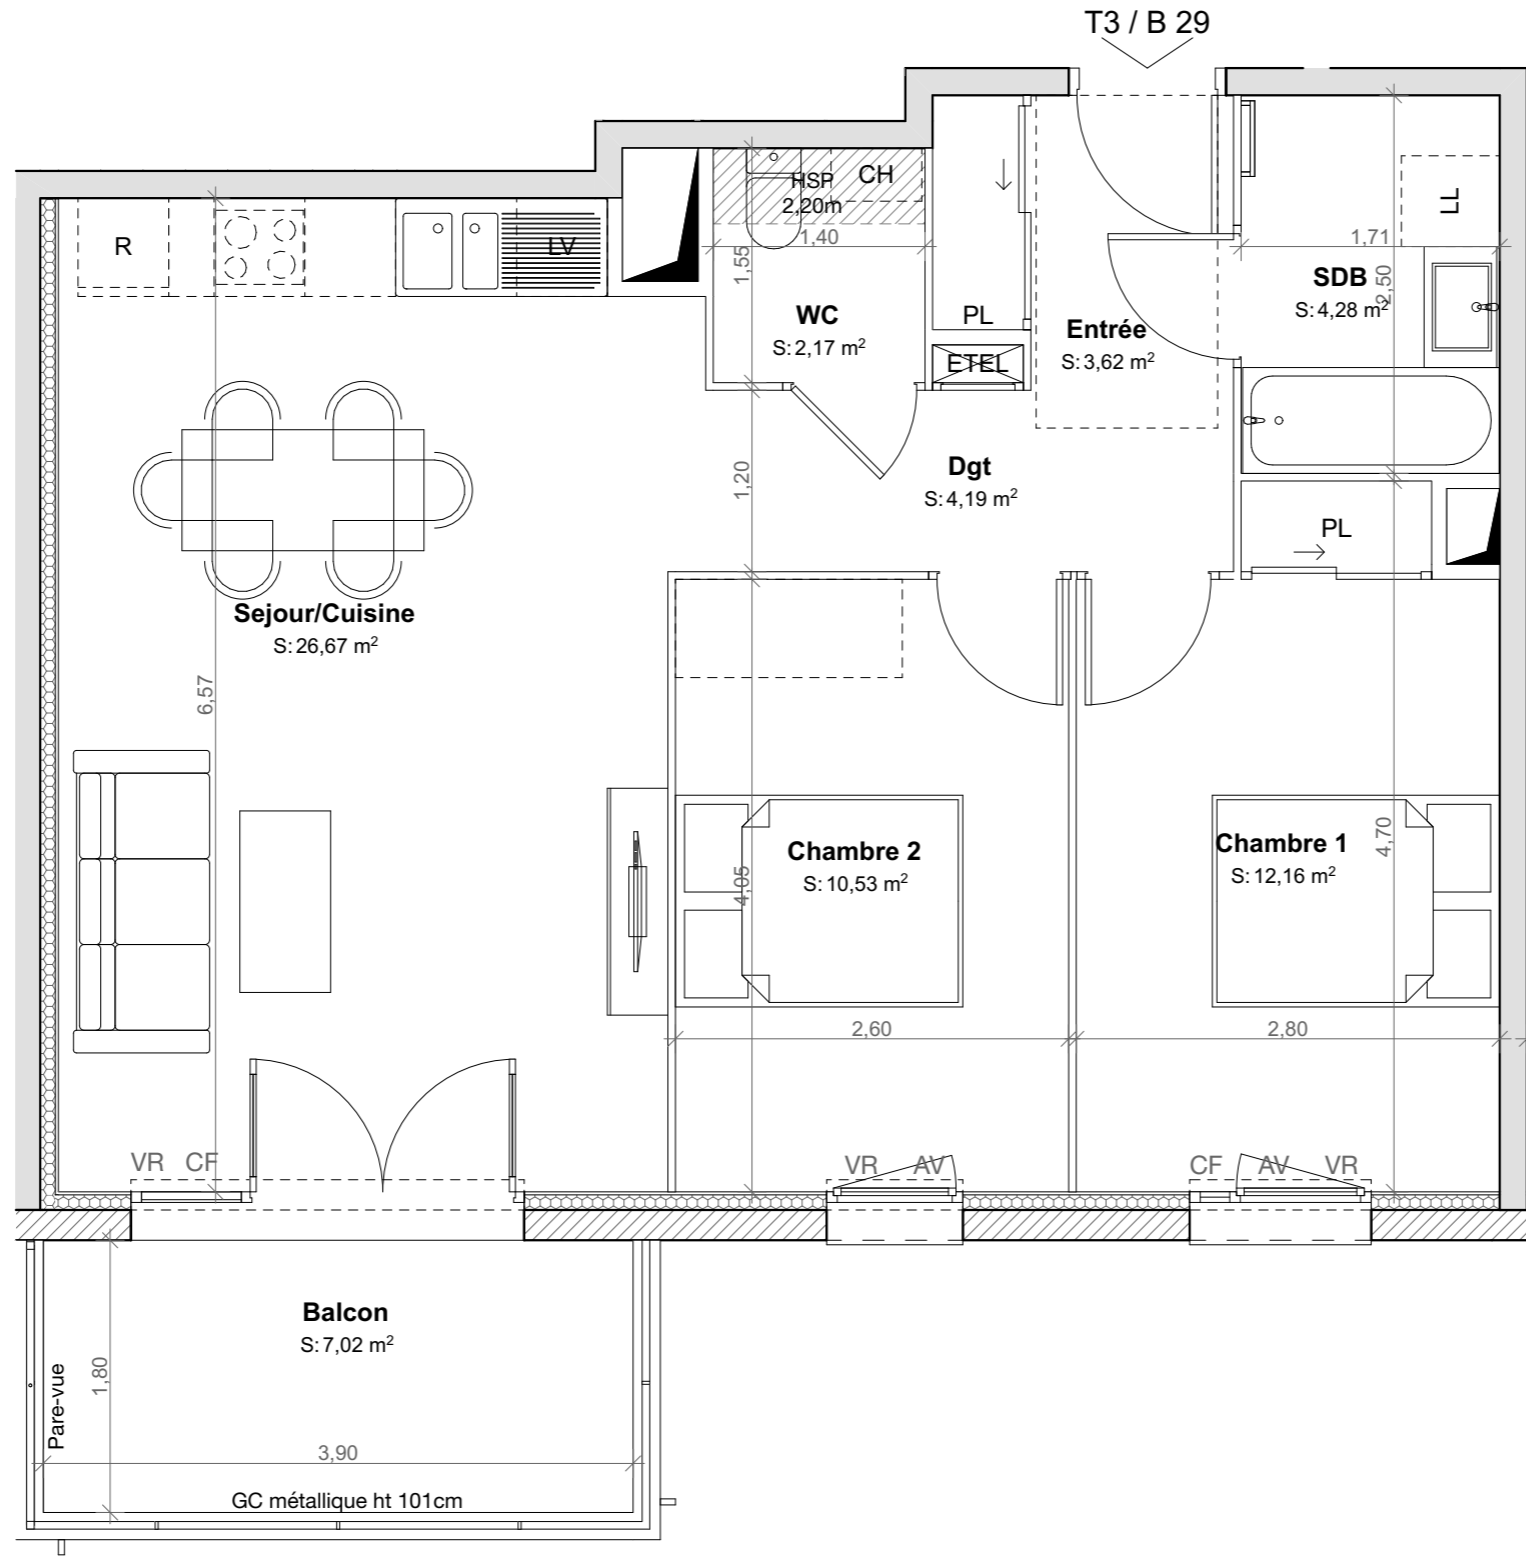 T3 / B 29
HSP
2,20m
CH
1,40
1,55
WC
S: 2,17 m²
PL
ETEL
Entrée
S: 3,62 m²
LL
1,71
SDB
S: 4,28 m²
2,50
R
LV
Dgt
S: 4,19 m²
1,20
PL
Sejour/Cuisine
S: 26,67 m²
6,57
Chambre 2
S: 10,53 m²
4,05
Chambre 1
S: 12,16 m²
4,70
2,60
2,80
VR CF
VR AV
CF AV VR
Balcon
S: 7,02 m²
1,80
Pare-vue
3,90
GC métallique ht 101cm